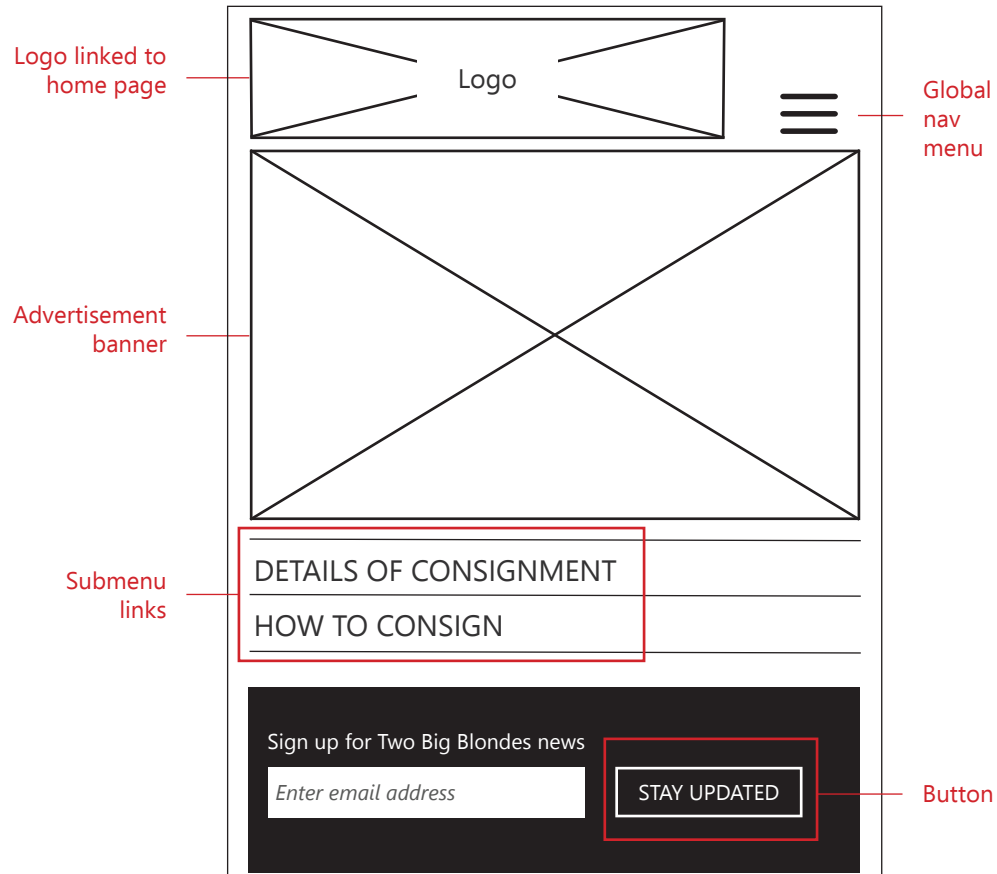 Logo linked to
home page
Logo
Global
nav
menu
Advertisement
banner
Submenu
links
DETAILS OF CONSIGNMENT
HOW TO CONSIGN
Sign up for Two Big Blondes news
Enter email address
STAY UPDATED
Button